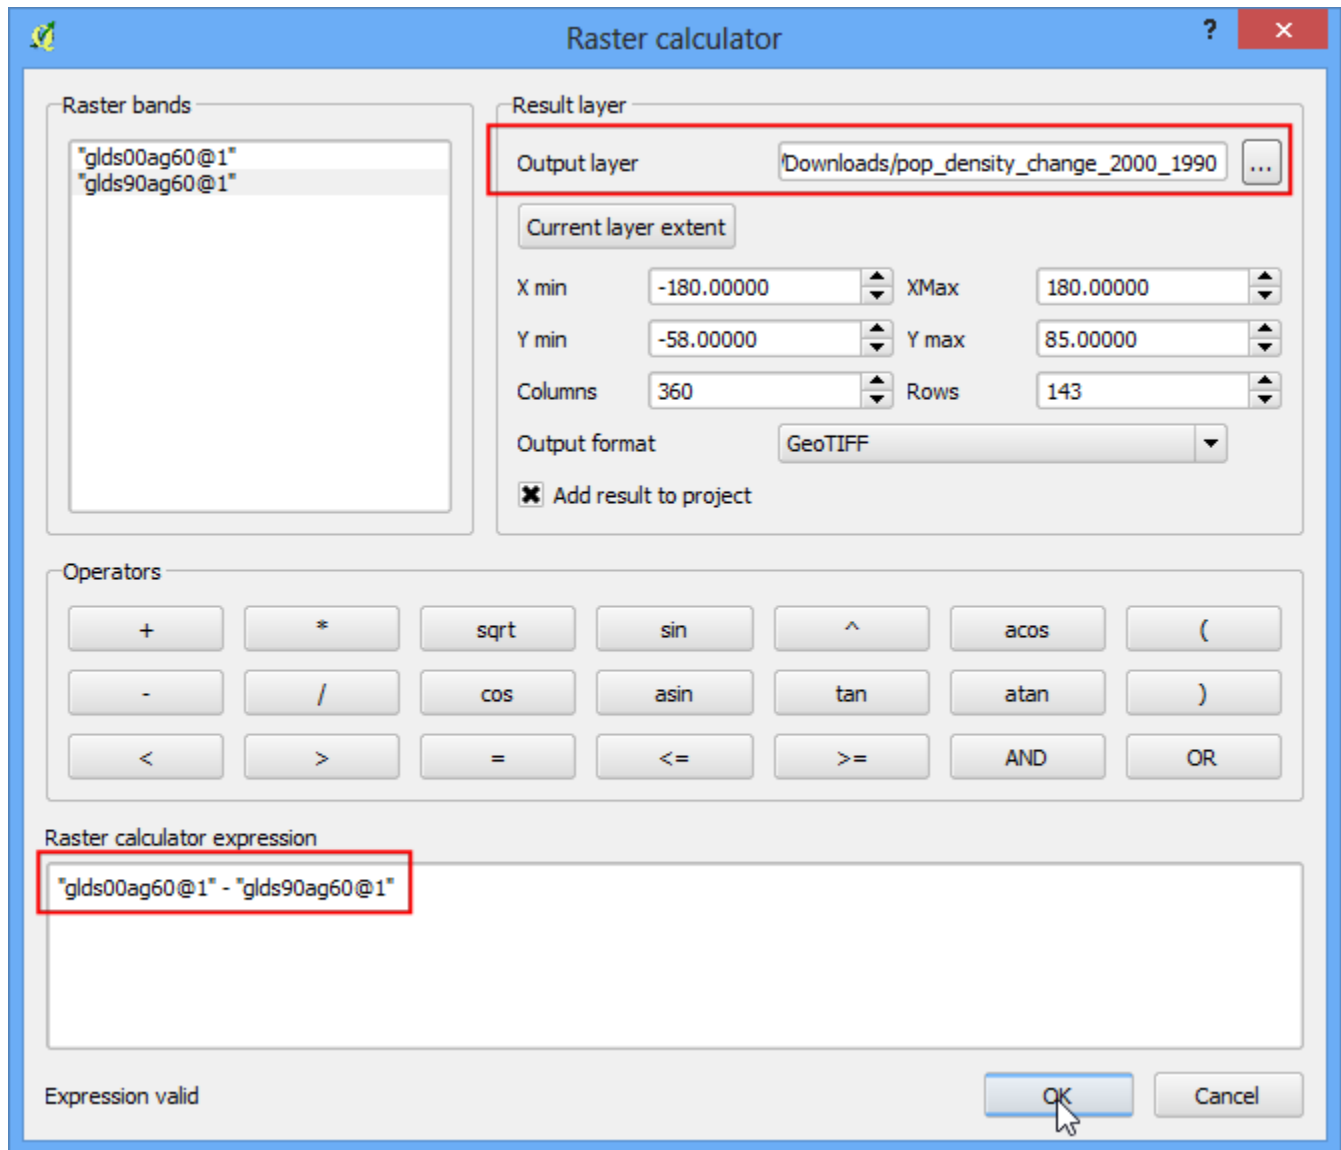 Raster calculator
?
Raster bands
"glds00ag60@1"
"glds90ag60@1"
Result layer
Output layer /Downloads/pop_density_change_2000_1990 ...
Current layer extent
X min -180.00000 XMax 180.00000
Y min -58.00000 Y max 85.00000
Columns 360 Rows 143
Output format GeoTIFF
Add result to project
Operators
+ * sqrt sin ^ acos (
- / cos asin tan atan )
< > = <= >= AND OR
Raster calculator expression
"glds00ag60@1" - "glds90ag60@1"
Expression valid OK Cancel